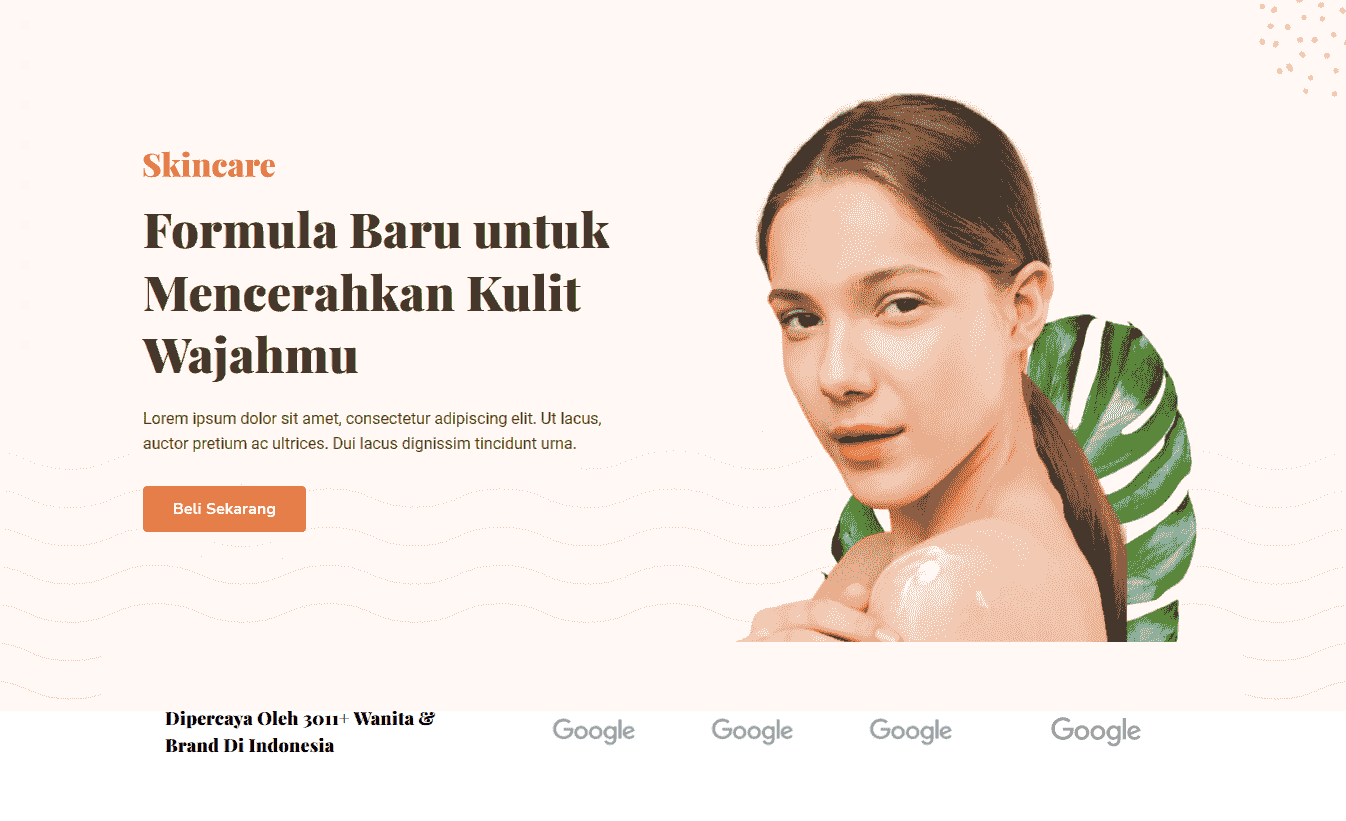 Skincare
Formula Baru untuk
Mencerahkan Kulit
Wajahmu
Lorem ipsum dolor sit amet, consectetur adipiscing elit. Ut lacus,
auctor pretium ac ultrices. Dui lacus dignissim tincidunt urna.
Beli Sekarang
Dipercaya Oleh 3011+ Wanita &
Brand Di Indonesia
Google Google Google Google